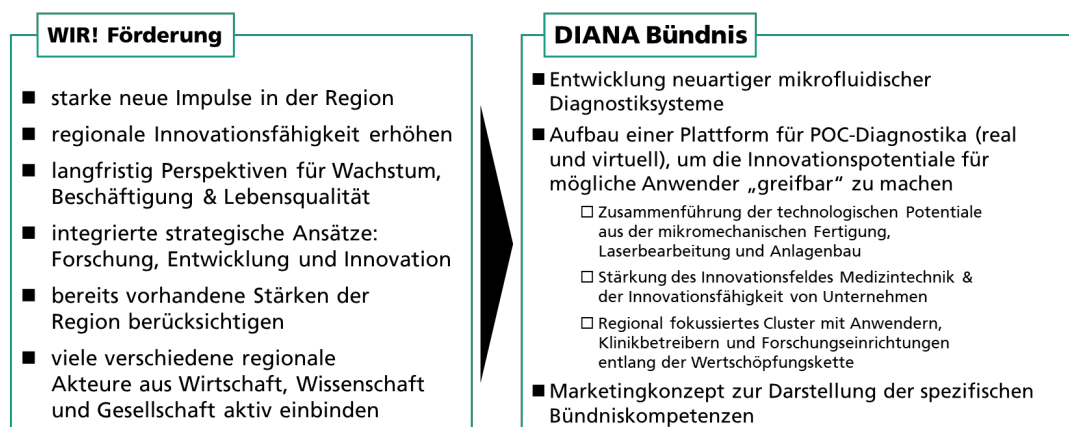 WIR! Förderung
■ starke neue Impulse in der Region
■ regionale Innovationsfähigkeit erhöhen
■ langfristig Perspektiven für Wachstum,
Beschäftigung & Lebensqualität
■ integrierte strategische Ansätze:
Forschung, Entwicklung und Innovation
■ bereits vorhandene Stärken der
Region berücksichtigen
■ viele verschiedene regionale
Akteure aus Wirtschaft, Wissenschaft
und Gesellschaft aktiv einbinden
DIANA Bündnis
■ Entwicklung neuartiger mikrofluidischer
Diagnostiksysteme
■ Aufbau einer Plattform für POC-Diagnostika (real
und virtuell), um die Innovationspotentiale für
mögliche Anwender „greifbar“ zu machen
□ Zusammenführung der technologischen Potentiale
aus der mikromechanischen Fertigung,
Laserbearbeitung und Anlagenbau
□ Stärkung des Innovationsfeldes Medizintechnik &
der Innovationsfähigkeit von Unternehmen
□ Regional fokussiertes Cluster mit Anwendern,
Klinikbetreibern und Forschungseinrichtungen
entlang der Wertschöpfungskette
■ Marketingkonzept zur Darstellung der spezifischen
Bündniskompetenzen